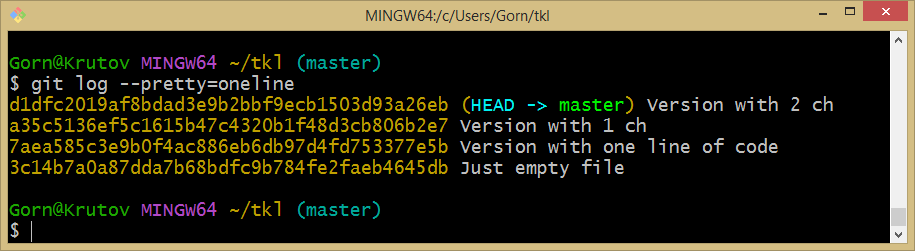 MINGW64:/c/Users/Gorn/tkl
Gorn@Krutov MINGW64 ~/tkl (master)
$ git log --pretty=oneline
d1dfc2019af8bdad3e9b2bbf9ecb1503d93a26eb (HEAD -> master) Version with 2 ch
a35c5136ef5c1615b47c4320b1f48d3cb806b2e7 Version with 1 ch
7aea585c3e9b0f4ac886eb6db97d4fd753377e5b Version with one line of code
3c14b7a0a87dda7b68bdfc9b784fe2faeb4645db Just empty file
Gorn@Krutov MINGW64 ~/tkl (master)
$